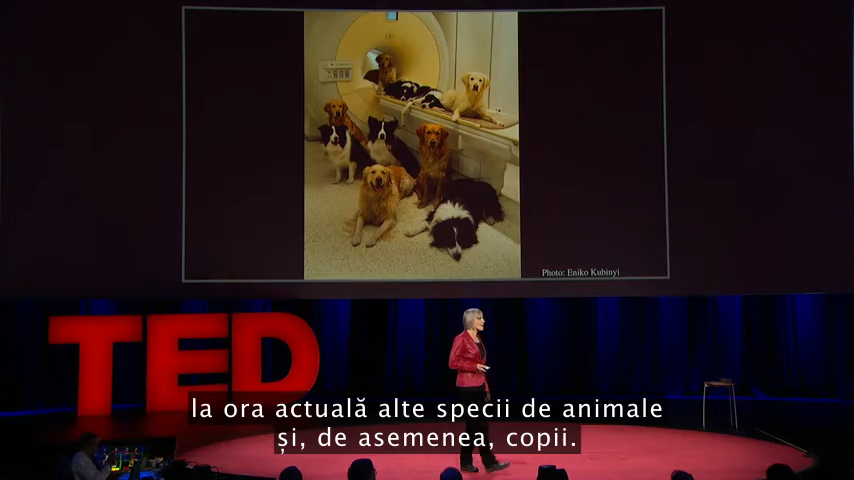 Photo: Eniko Kubinyi
TED
la ora actuală alte specii de animale
și, de asemenea, copii.